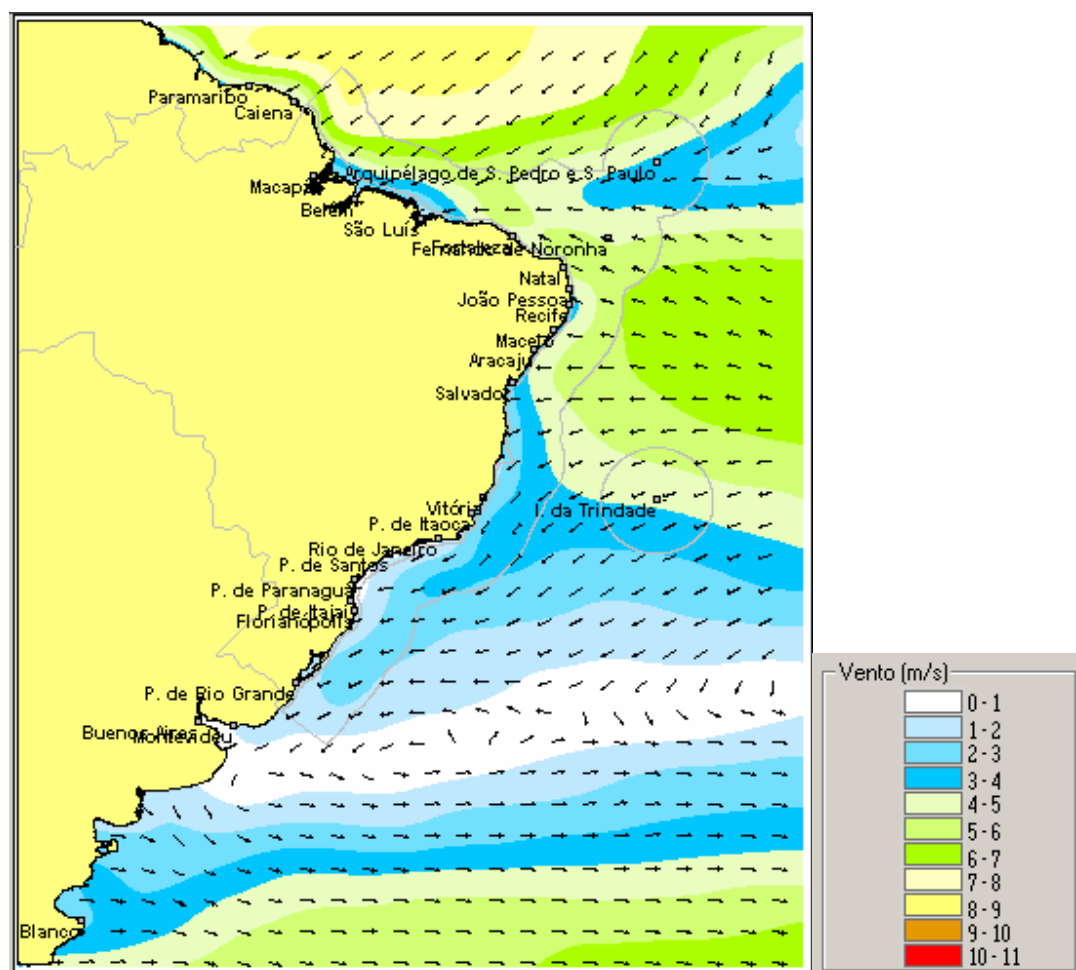 Paramaribo
Caiena
Arquipélago de S. Pedro e S. Paulo
Macapá
Belém
São Luís
Fortaleza
Fernando de Noronha
Natal
João Pessoa
Recife
Maceió
Aracaju
Salvado
Vitória
I. da Trindade
P. de Itaoca
Rio de Janeiro
P. de Santos
P. de Paranaguá
P. de Itajaí
Florianópolis
P. de Rio Grande
Buenos Aires
Montevideu
Blanco
Vento (m/s)
0 - 1
1 - 2
2 - 3
3 - 4
4 - 5
5 - 6
6 - 7
7 - 8
8 - 9
9 - 10
10 - 11